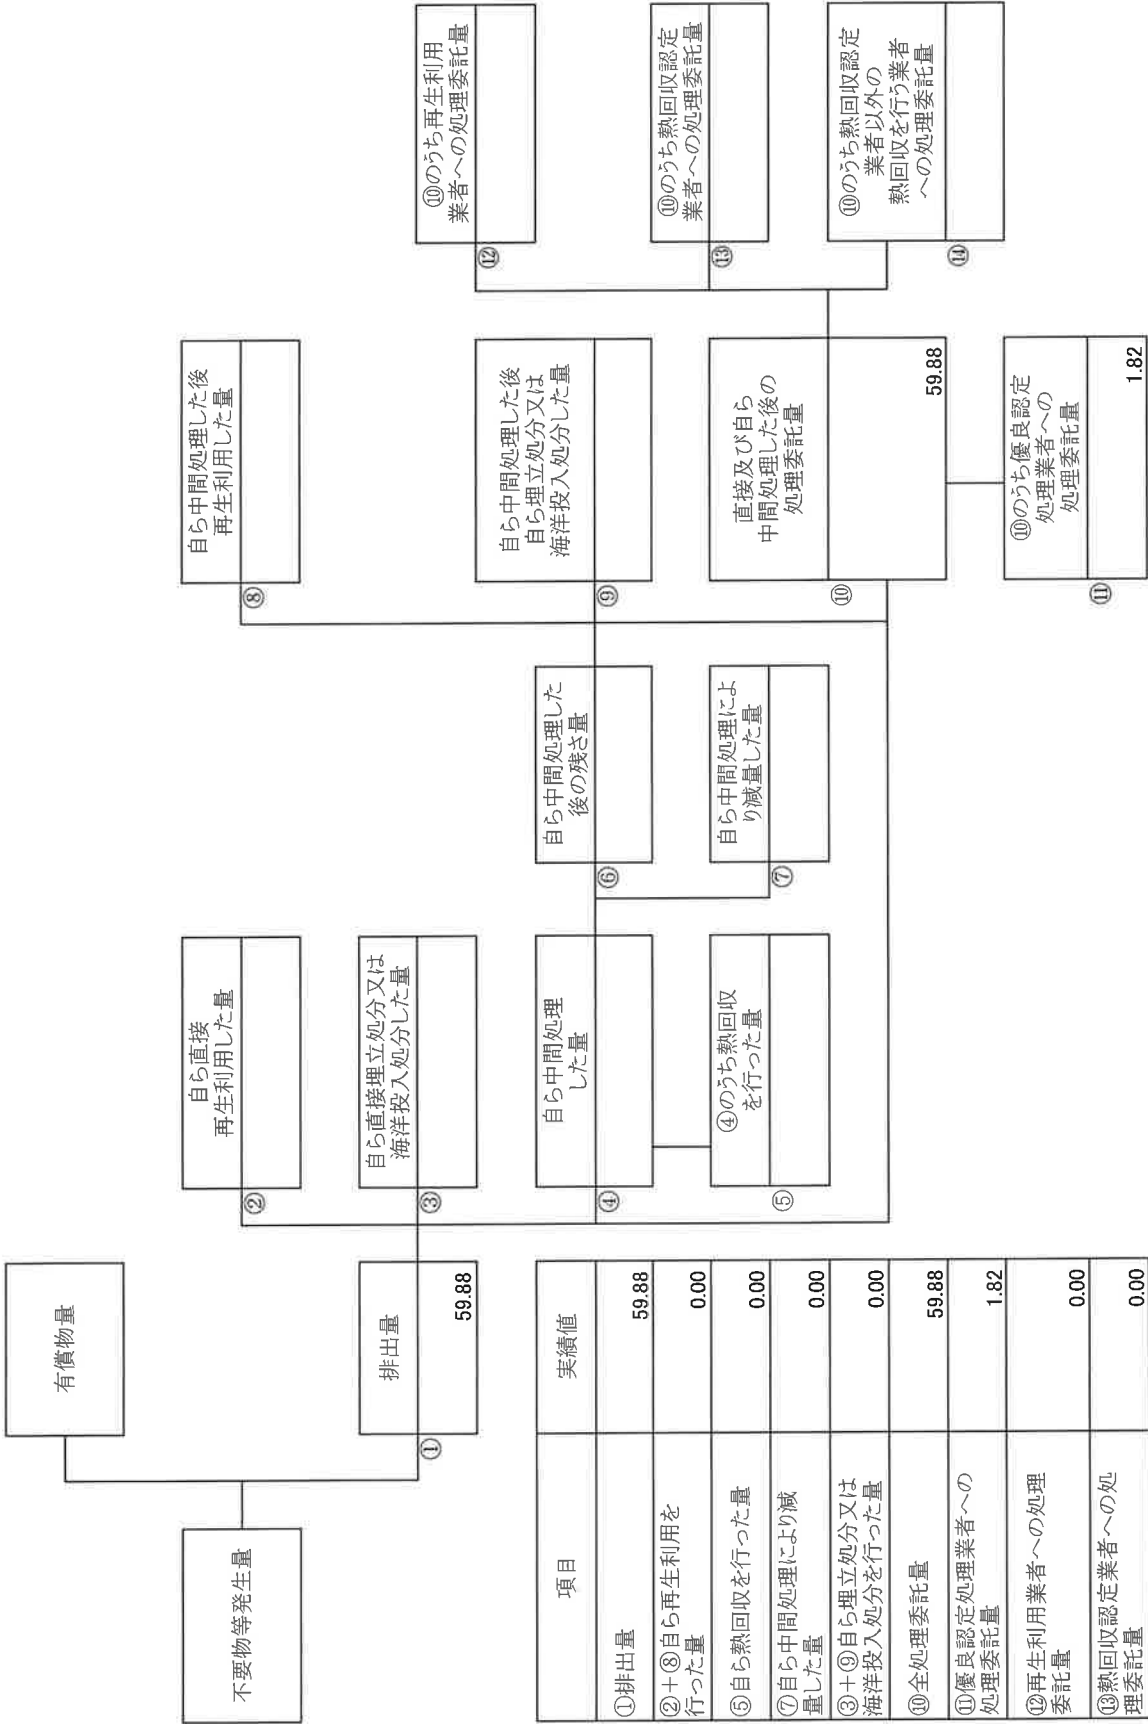 有償物量
不要物等発生量
①
排出量
59.88
②
自ら直接
再生利用した量
③
自ら直接埋立処分又は
海洋投入処分した量
④
自ら中間処理
した量
⑤
④のうち熱回収
を行った量
⑥
自ら中間処理した
後の残さ量
⑦
自ら中間処理によ
り減量した量
⑧
自ら中間処理した後
再生利用した量
⑨
自ら中間処理した後
自ら埋立処分又は
海洋投入処分した量
⑩
直接及び自ら
中間処理した後の
処理委託量
59.88
⑪
⑩のうち優良認定
処理業者への
処理委託量
1.82
⑫
⑩のうち再生利用
業者への処理委託量
⑬
⑩のうち熱回収認定
業者への処理委託量
⑭
⑩のうち熱回収認定
業者以外の
熱回収を行う業者
への処理委託量
項目
実績値
①排出量
59.88
②+⑧自ら再生利用を
行った量
0.00
⑤自ら熱回収を行った量
0.00
⑦自ら中間処理により減
量した量
0.00
③+⑨自ら埋立処分又は
海洋投入処分を行った量
0.00
⑩全処理委託量
59.88
⑪優良認定処理業者への
処理委託量
1.82
⑫再生利用業者への処理
委託量
0.00
⑬熱回収認定業者への処
理委託量
0.00